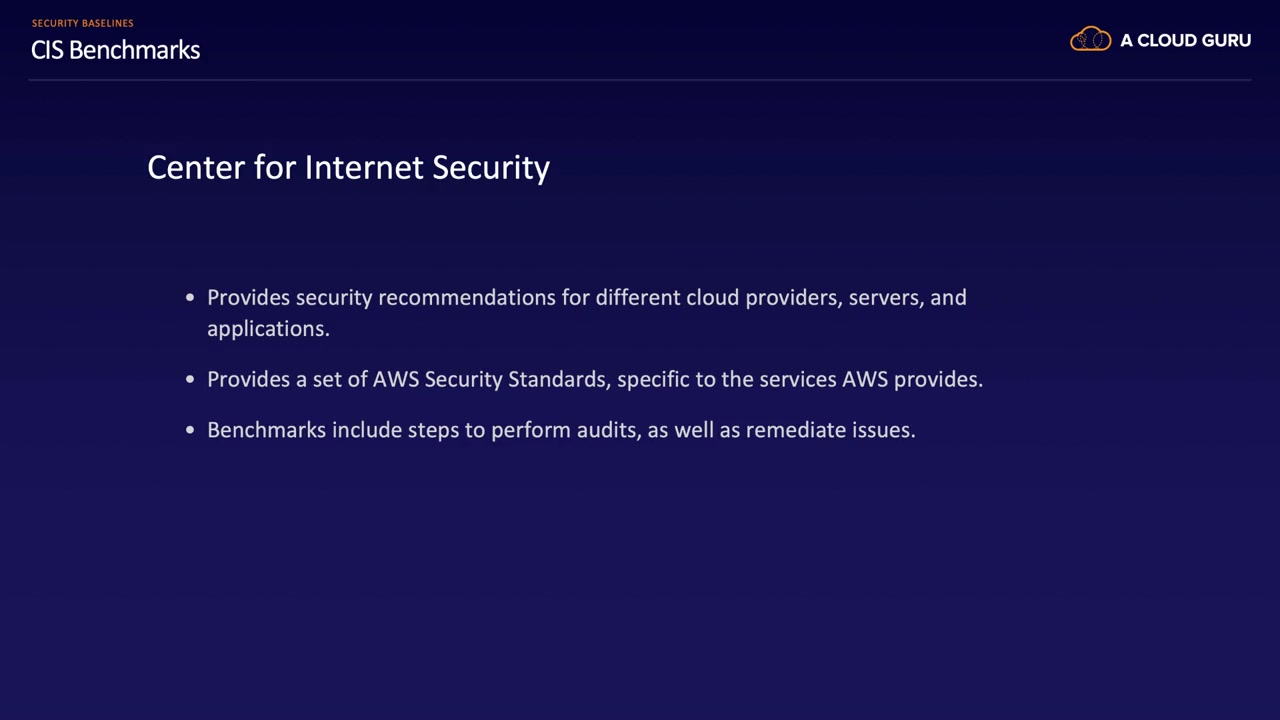 SECURITY BASELINES
CIS Benchmarks
A CLOUD GURU
Center for Internet Security
• Provides security recommendations for different cloud providers, servers, and
applications.
• Provides a set of AWS Security Standards, specific to the services AWS provides.
• Benchmarks include steps to perform audits, as well as remediate issues.